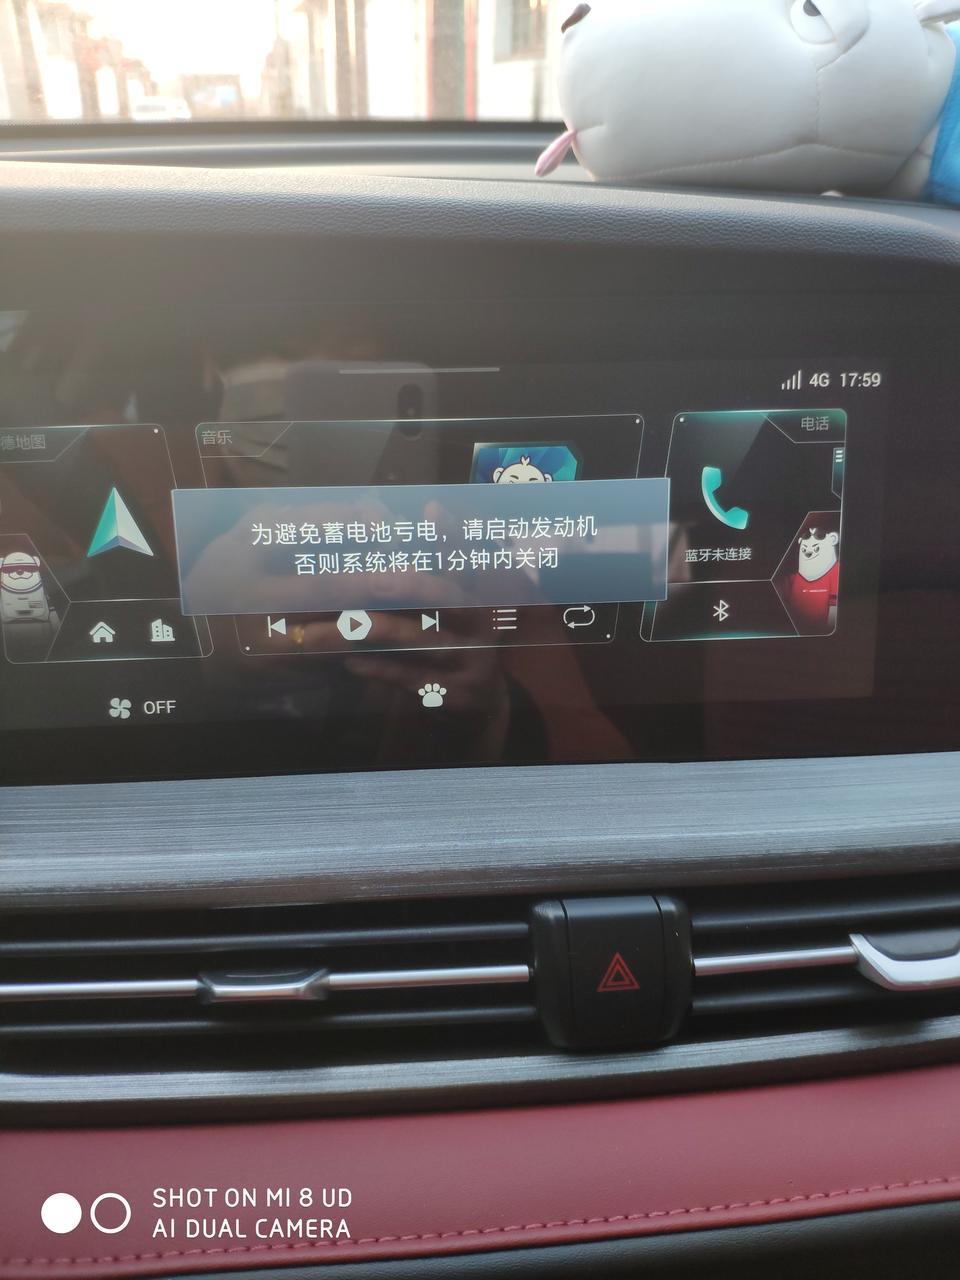 4G 17:59
德地图
音乐
电话
为避免蓄电池亏电，请启动发动机
否则系统将在1分钟内关闭
蓝牙未连接
OFF
SHOT ON MI 8 UD
AI DUAL CAMERA